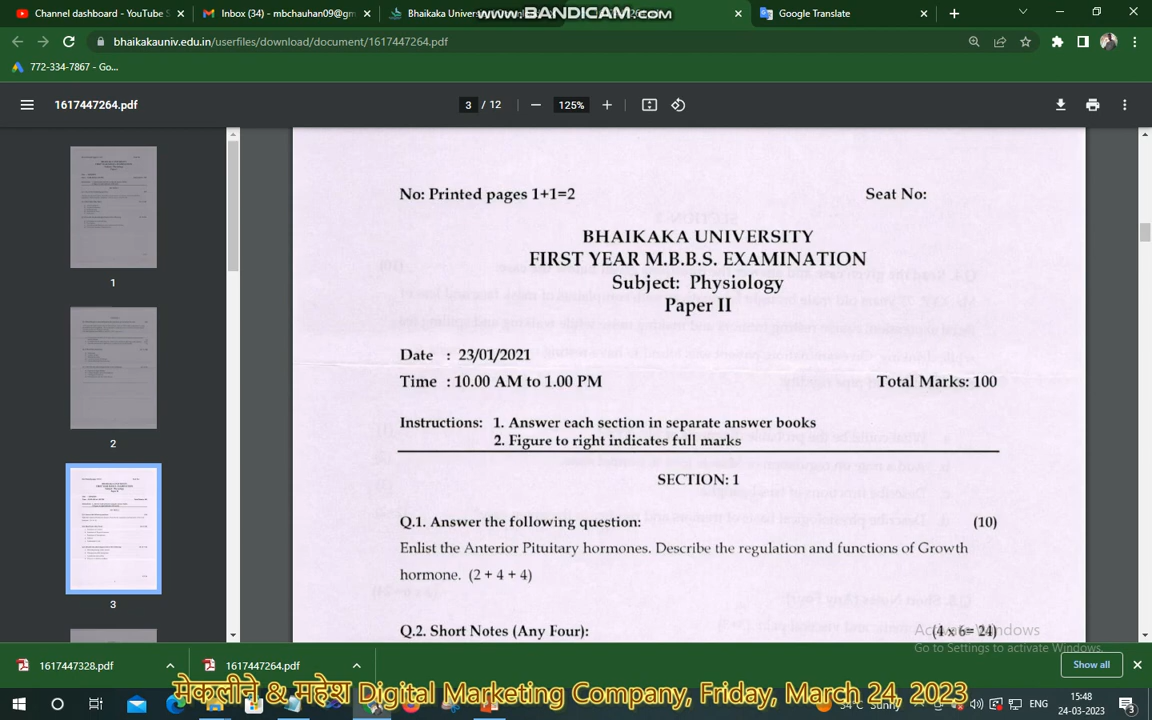 Channel dashboard - YouTube S
Inbox (34) - mbchauhan09@gm
Bhaikaka Univer
www.BANDICAM.com
Google Translate
bhaikakauniv.edu.in/userfiles/download/document/1617447264.pdf
772-334-7867 - Go...
1617447264.pdf
3 / 12
125%
1
2
3
No: Printed pages 1+1=2
Seat No:
BHAIKAKA UNIVERSITY
FIRST YEAR M.B.B.S. EXAMINATION
Subject: Physiology
Paper II
Date : 23/01/2021
Time : 10.00 AM to 1.00 PM
Total Marks: 100
Instructions: 1. Answer each section in separate answer books
2. Figure to right indicates full marks
SECTION: 1
Q.1. Answer the following question: (10)
Enlist the Anterior Pituitary hormones. Describe the regulation and functions of Growth
hormone. (2 + 4 + 4)
Q.2. Short Notes (Any Four): (4 x 6= 24)
Activate Windows
Go to Settings to activate Windows.
1617447328.pdf
1617447264.pdf
Show all
मेकलीने & महेश Digital Marketing Company, Friday, March 24, 2023
34°C Sunny
ENG
15:48
24-03-2023
3